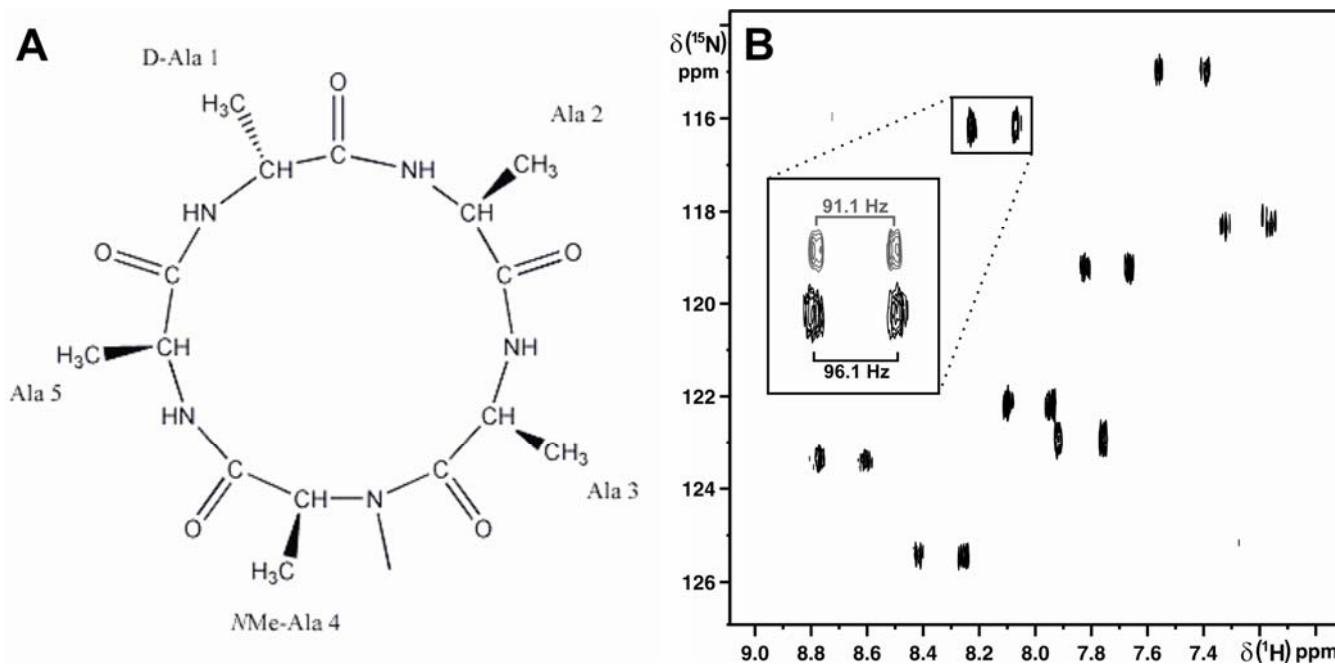 A
D-Ala 1
O
H₃C
Ala 2
C
CH
NH
CH₃
HN
CH
O
C
C
O
H₃C
CH
NH
Ala 5
HN
CH
CH₃
C
C
Ala 3
CH
N
O
O
H₃C
NMe-Ala 4
B
δ(¹⁵N)
ppm
116
118
120
122
124
126
91.1 Hz
96.1 Hz
9.0 8.8 8.6 8.4 8.2 8.0 7.8 7.6 7.4 δ(¹H) ppm